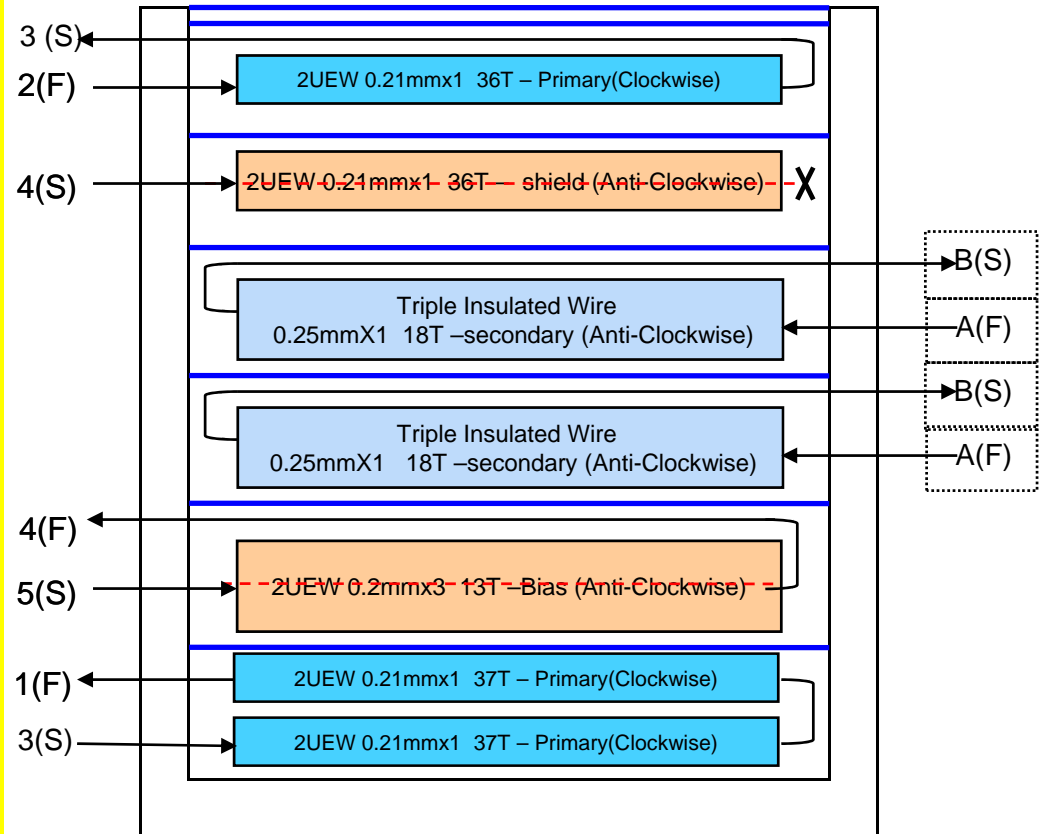 3 (S)
2(F)
2UEW 0.21mmx1 36T – Primary(Clockwise)
4(S)
2UEW 0.21mmx1 36T – shield (Anti-Clockwise)
X
B(S)
Triple Insulated Wire
0.25mmX1 18T –secondary (Anti-Clockwise)
A(F)
B(S)
Triple Insulated Wire
0.25mmX1 18T –secondary (Anti-Clockwise)
A(F)
4(F)
5(S)
2UEW 0.2mmx3 13T –Bias (Anti-Clockwise)
1(F)
2UEW 0.21mmx1 37T – Primary(Clockwise)
3(S)
2UEW 0.21mmx1 37T – Primary(Clockwise)